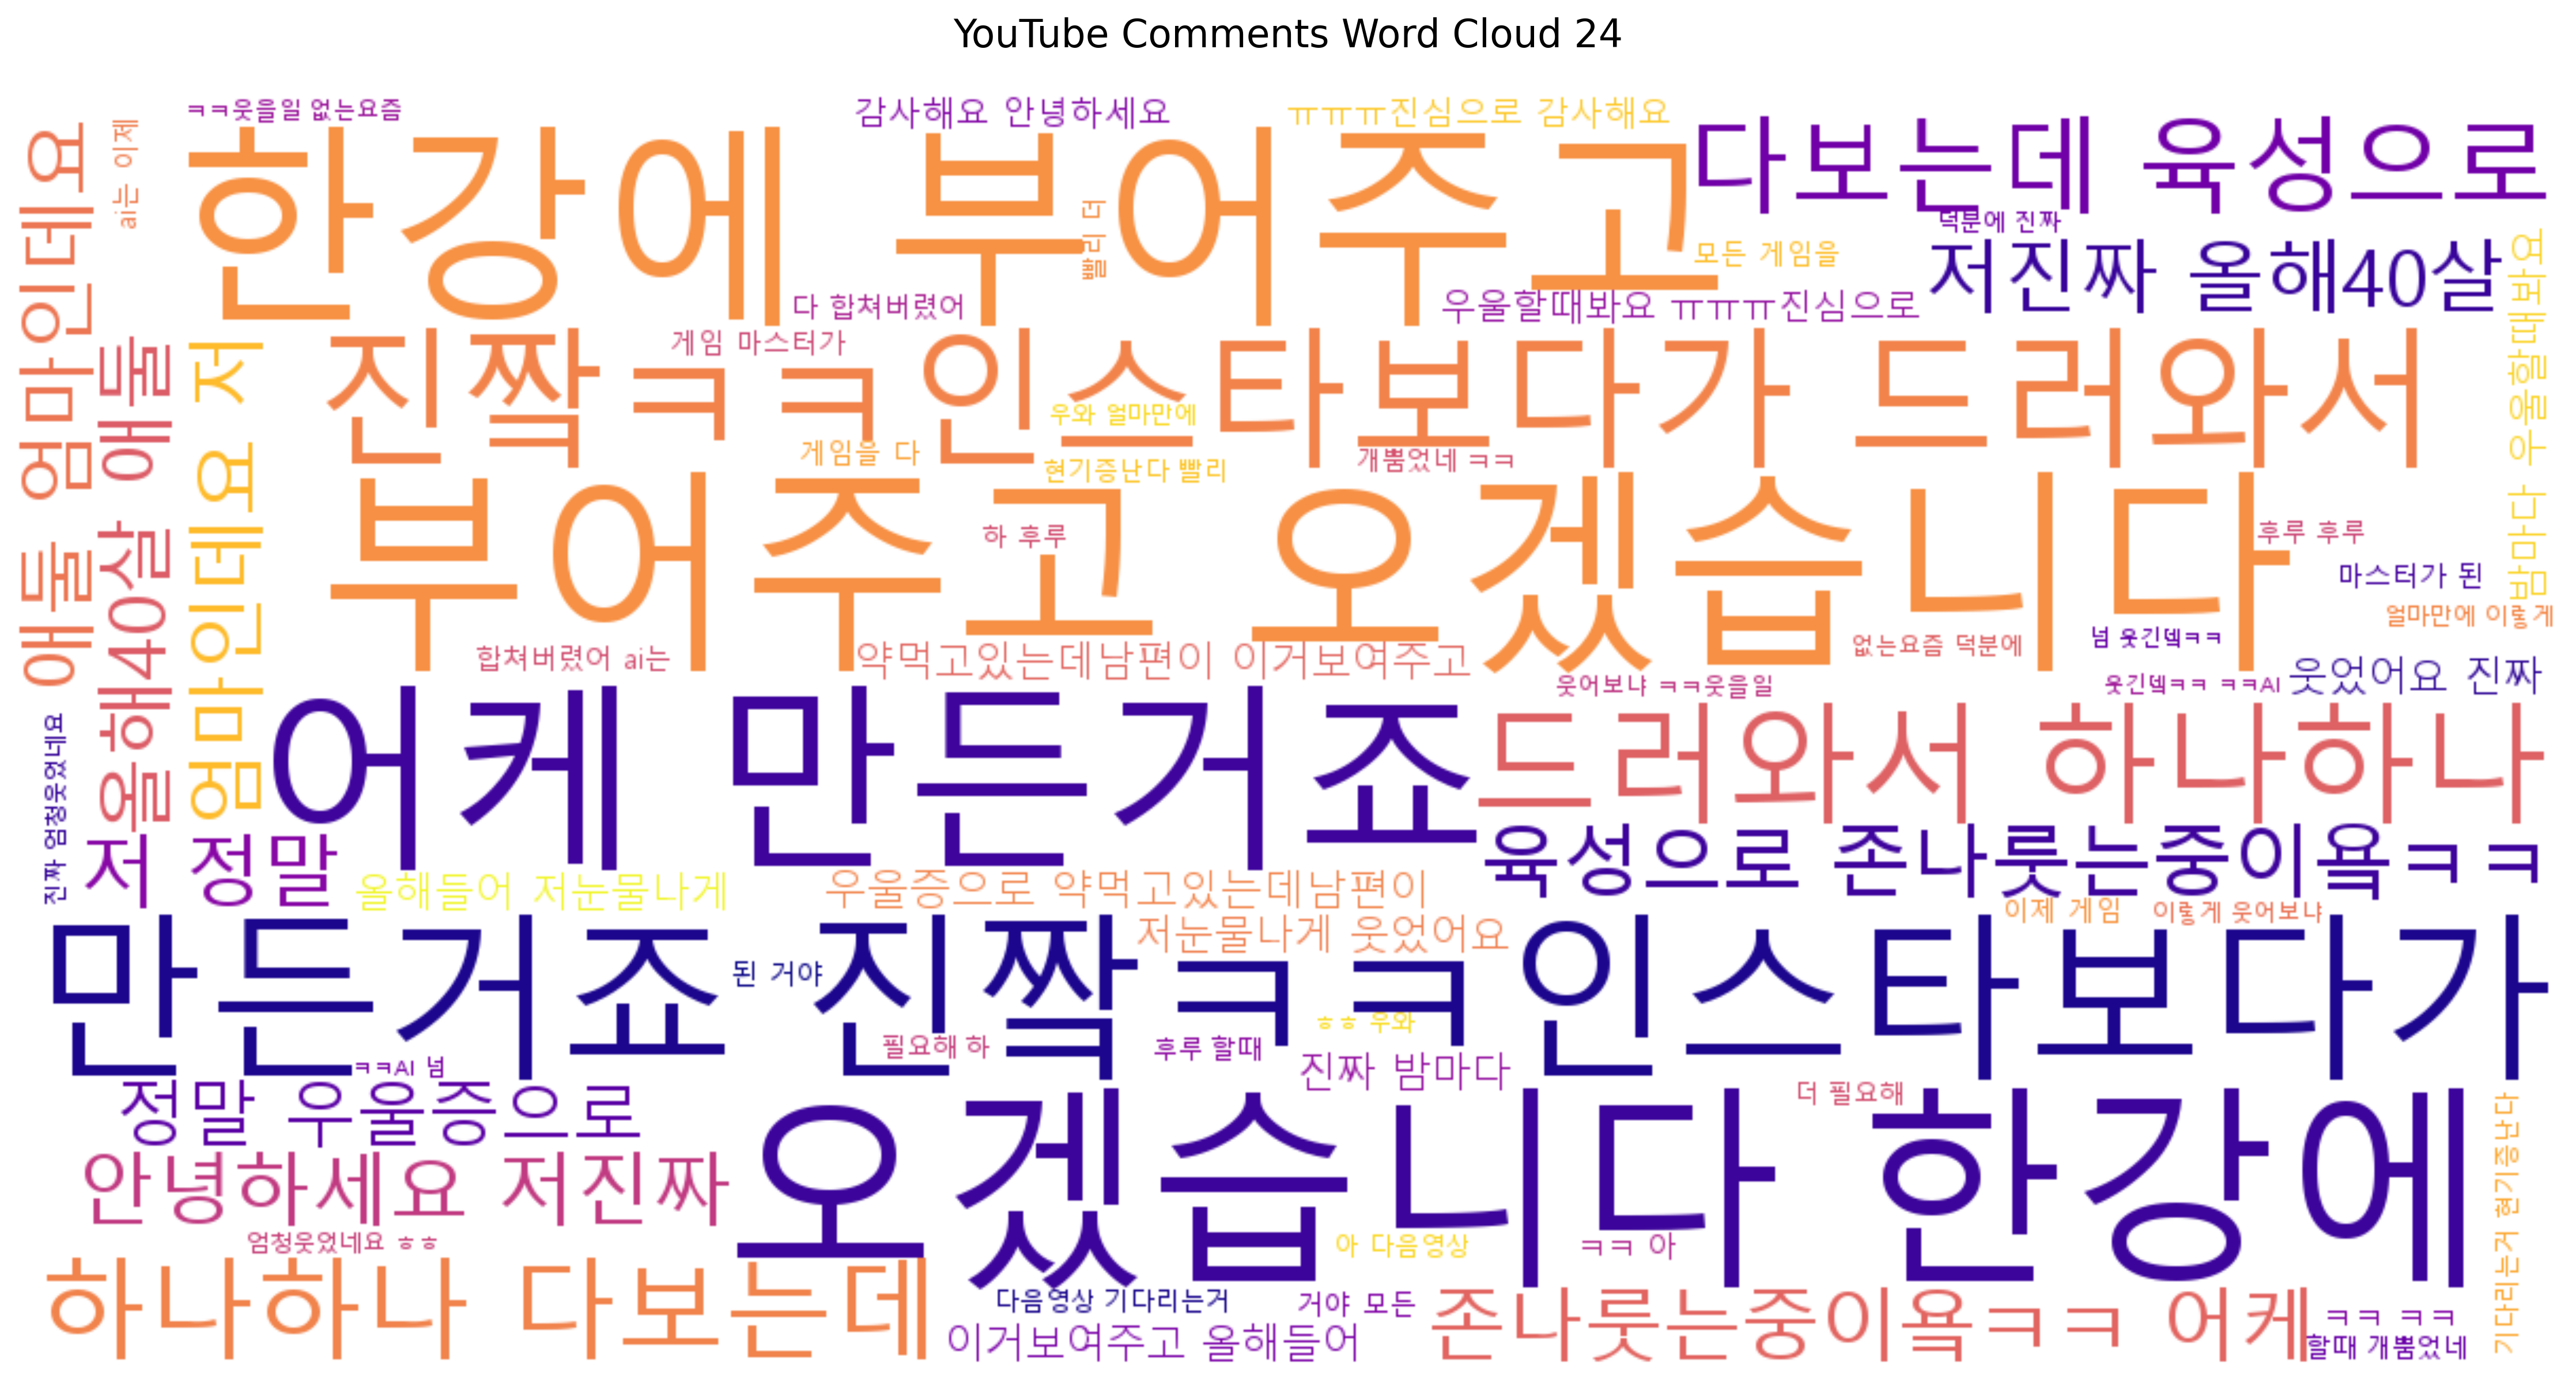 YouTube Comments Word Cloud 24
ㅋㅋ웃을일 없는요즘
감사해요 안녕하세요
ㅠㅠㅠ진심으로 감사해요
한강에 부어주고
다보는데 육성으로
ai는 이제
빨리 더
덕분에 진짜
모든 게임을
저진짜 올해40살
다 합쳐버렸어
우울할때봐요 ㅠㅠㅠ진심으로
애둘 엄마인데요
올해40살 애둘
엄마인데요 저
밤마다 우울할때봐요
게임 마스터가
진짴ㅋㅋ인스타보다가 드러와서
우와 얼마만에
게임을 다
현기증난다 빨리
개뿜었네 ㅋㅋ
부어주고 오겠습니다
하 후루
후루 후루
마스터가 된
얼마만에 이렇게
합쳐버렸어 ai는
약먹고있는데남편이 이거보여주고
없는요즘 덕분에
넘 웃긴뎈ㅋㅋ
웃어보냐 ㅋㅋ웃을일
웃긴뎈ㅋㅋ ㅋㅋAI
웃었어요 진짜
어케 만든거죠
드러와서 하나하나
진짜 엄청웃었네요
저 정말
육성으로 존나룻는중이욬ㅋㅋ
올해들어 저눈물나게
우울증으로 약먹고있는데남편이
이제 게임
이렇게 웃어보냐
저눈물나게 웃었어요
만든거죠 진짴ㅋㅋ인스타보다가
된 거야
ㅎㅎ 우와
필요해 하
후루 할때
ㅋㅋAI 넘
진짜 밤마다
정말 우울증으로
더 필요해
오겠습니다 한강에
기다리는거 현기증난다
안녕하세요 저진짜
엄청웃었네요 ㅎㅎ
아 다음영상
ㅋㅋ 아
하나하나 다보는데
다음영상 기다리는거
거야 모든
존나룻는중이욬ㅋㅋ 어케
ㅋㅋ ㅋㅋ
이거보여주고 올해들어
할때 개뿜었네